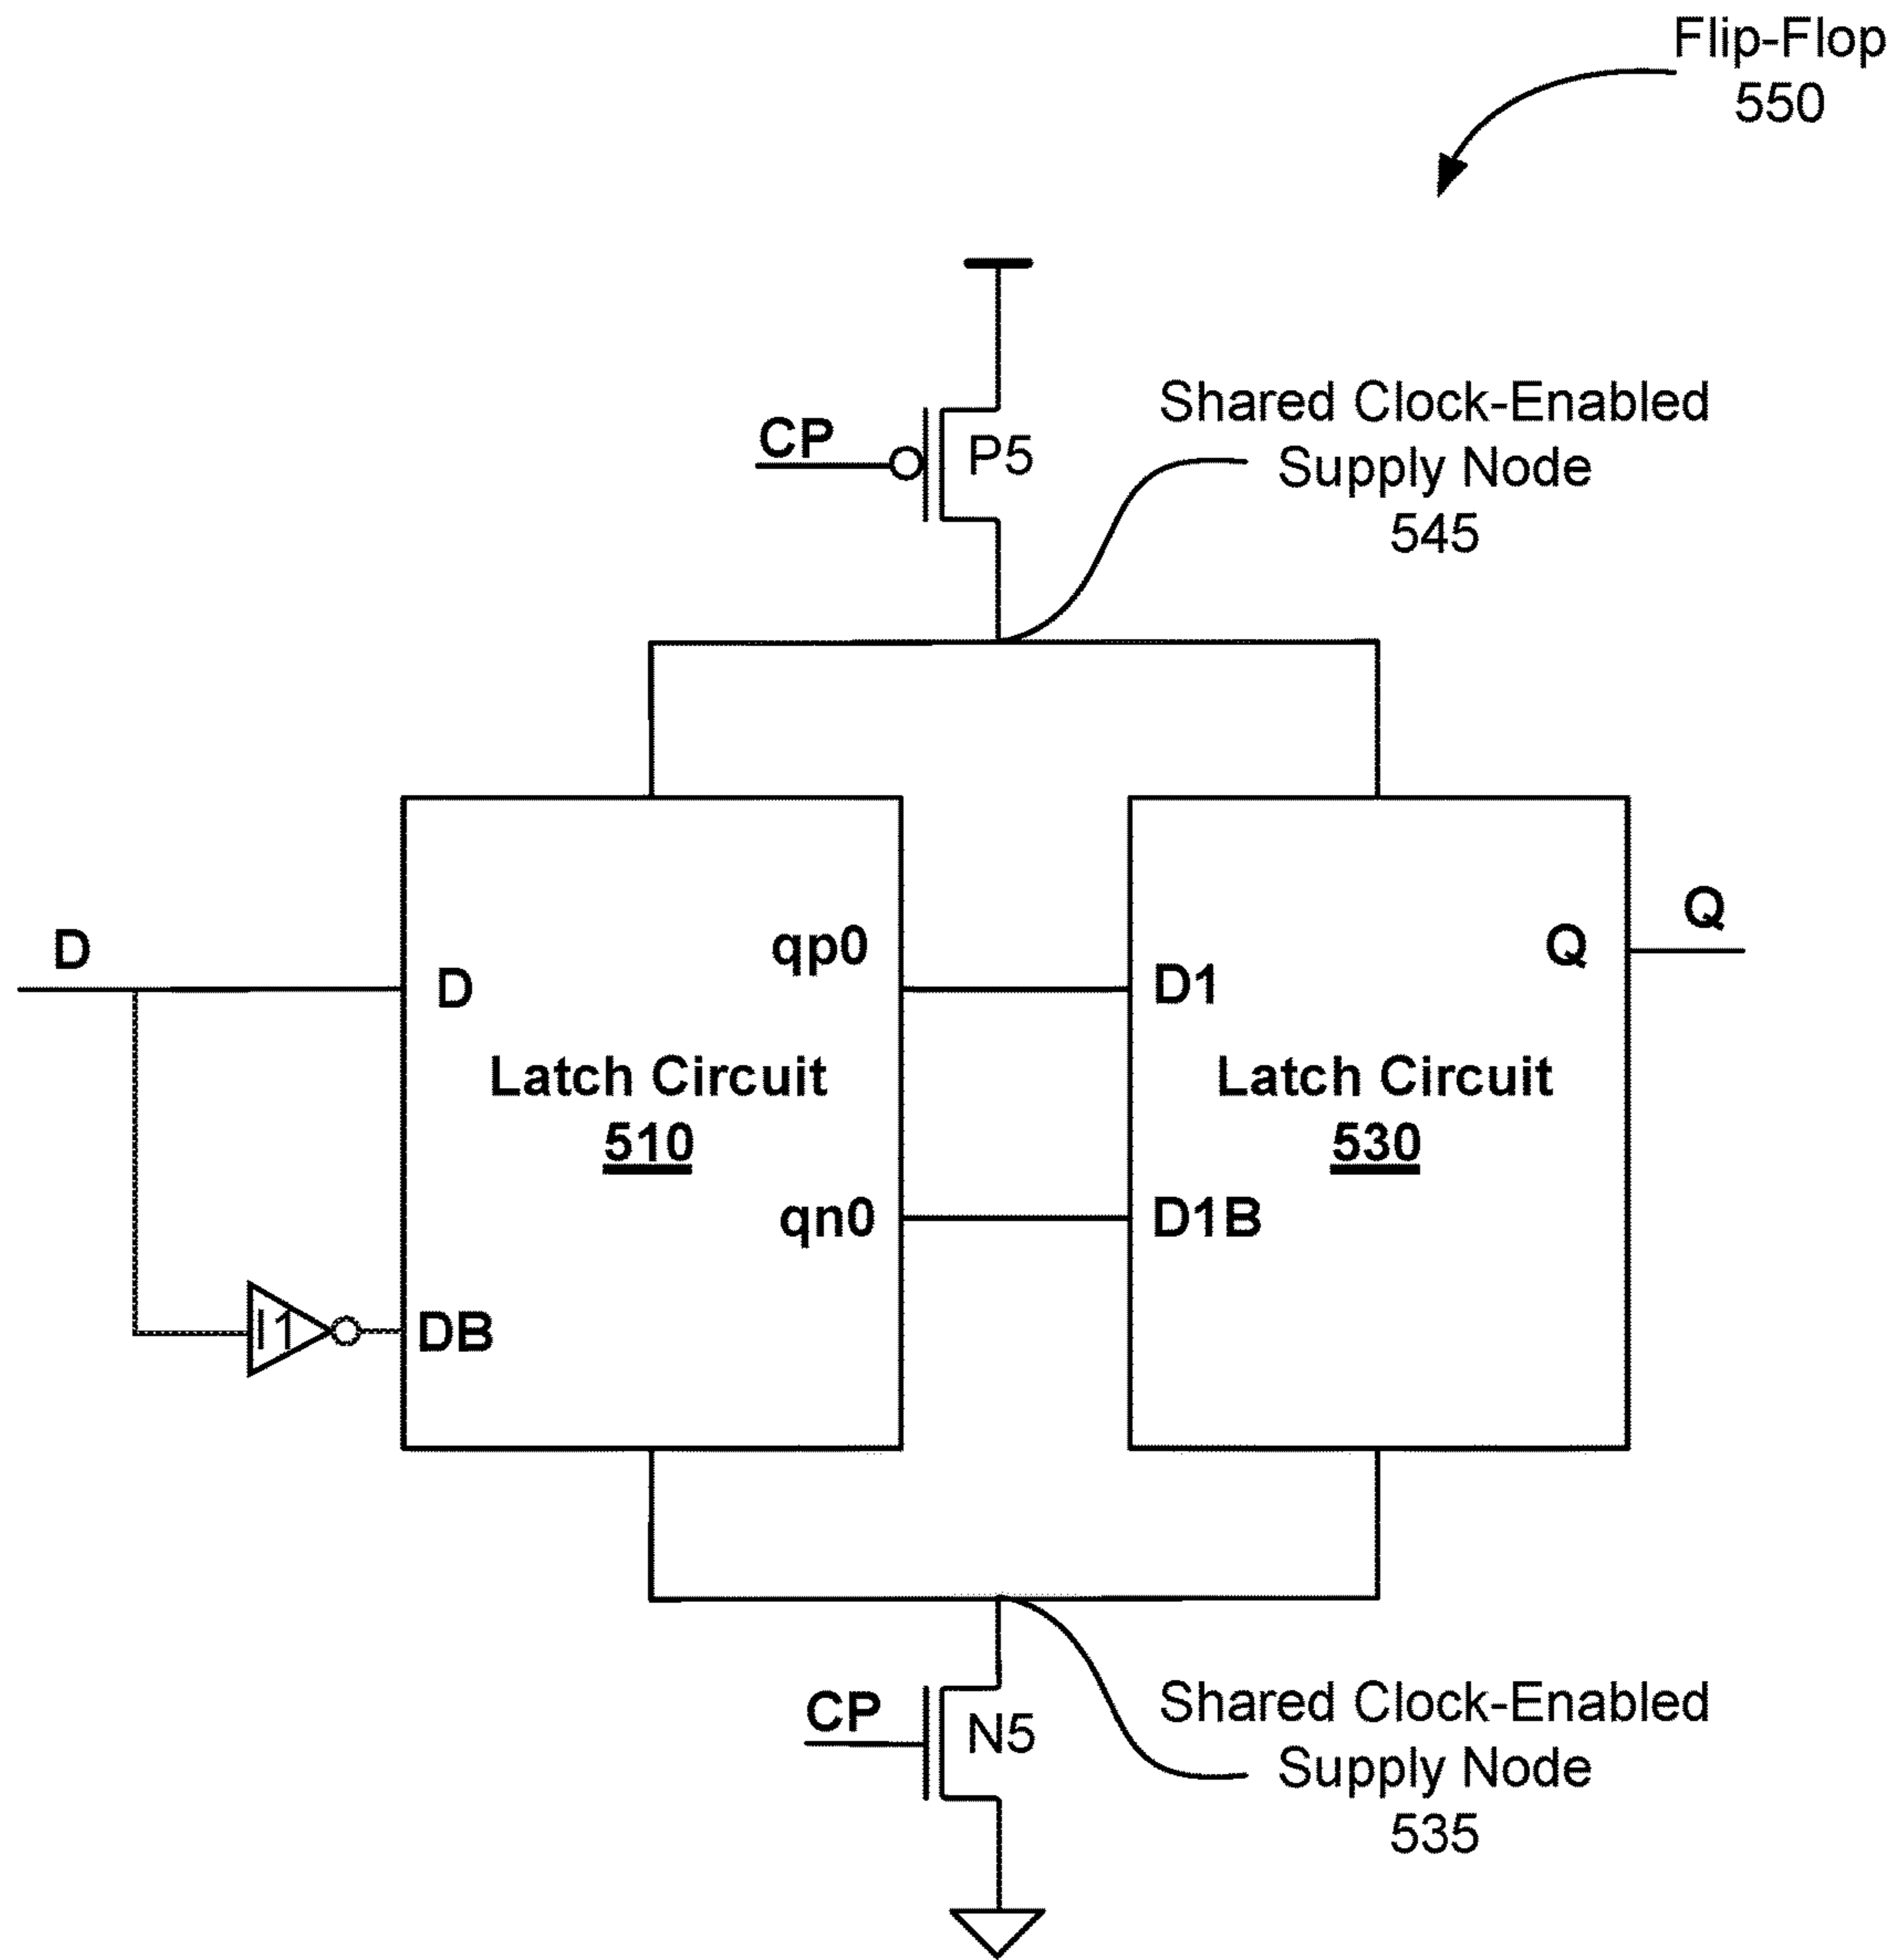 Flip-Flop
550
CP
P5
Shared Clock-Enabled
Supply Node
545
D
D
qp0
D1
Q
Q
Latch Circuit
510
Latch Circuit
530
qn0
D1B
I1
DB
CP
N5
Shared Clock-Enabled
Supply Node
535